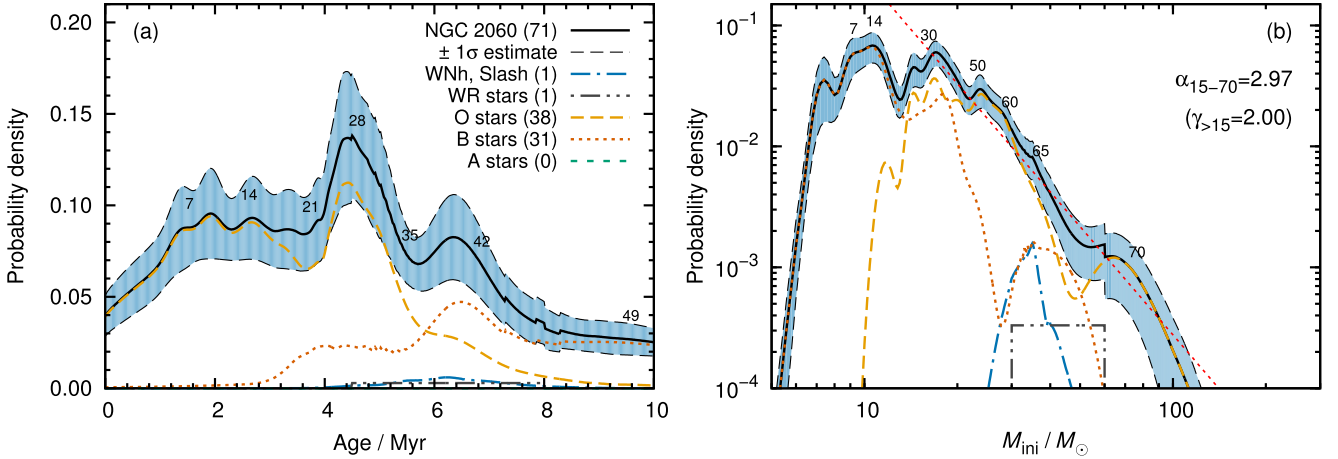 (a)
NGC 2060 (71)
± 1σ estimate
WNh, Slash (1)
WR stars (1)
O stars (38)
B stars (31)
A stars (0)
Probability density
0.20
0.15
0.10
0.05
0.00
7
14
21
28
35
42
49
0
2
4
6
8
10
Age / Myr
(b)
α15−70=2.97
(γ>15=2.00)
Probability density
10−1
10−2
10−3
10−4
7
14
30
50
60
65
70
10
100
Mini / M⊙